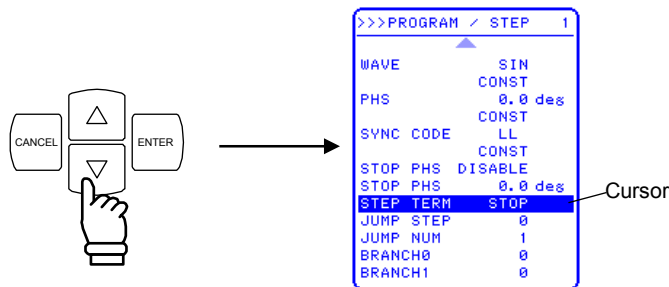 CANCEL
ENTER
>>>PROGRAM / STEP 1
WAVE SIN
CONST
PHS 0.0 deg
CONST
SYNC CODE LL
CONST
STOP PHS DISABLE
STOP PHS 0.0 deg
STEP TERM STOP
JUMP STEP 0
JUMP NUM 1
BRANCH0 0
BRANCH1 0
Cursor